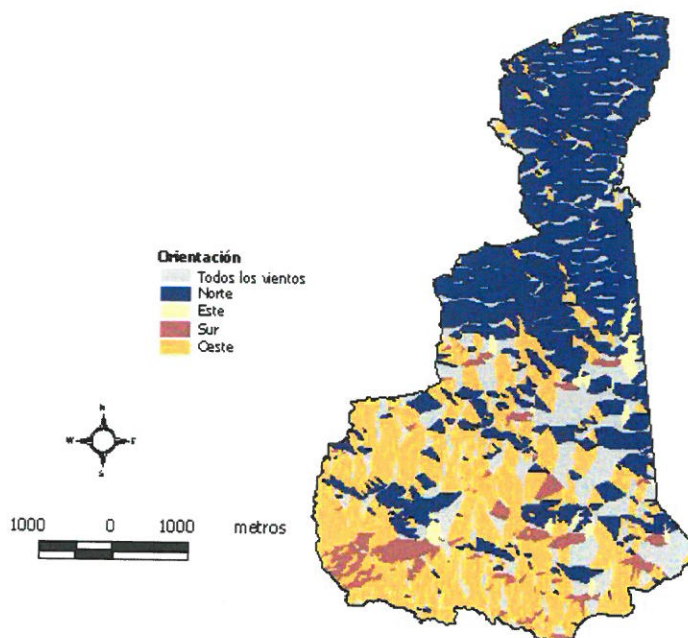 Orientación
Todos los vientos
Norte
Este
Sur
Oeste
N
W E
S
1000 0 1000 metros